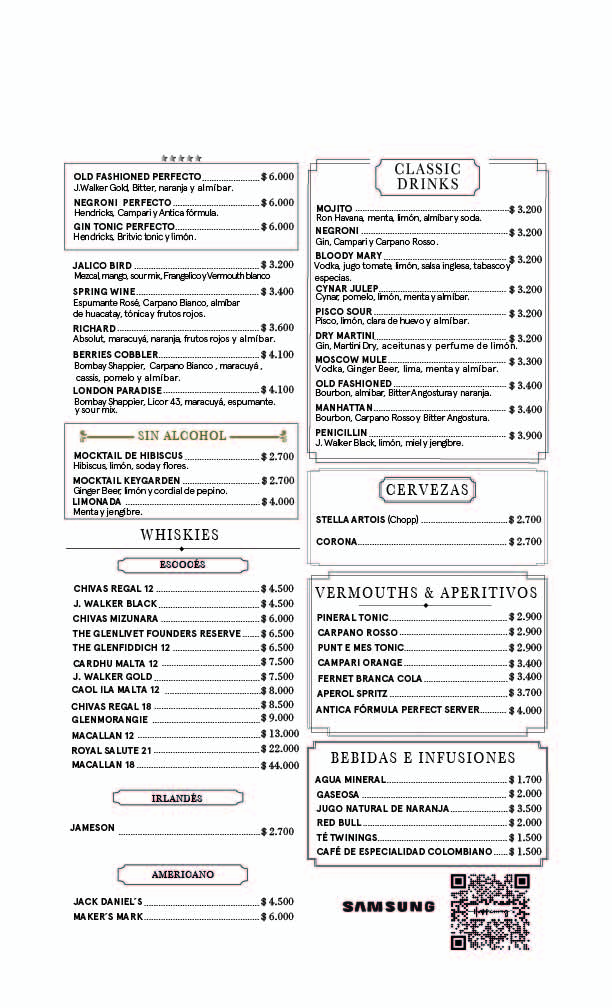 OLD FASHIONED PERFECTO $ 6.000
J.Walker Gold, Bitter, naranja y almíbar.
NEGRONI PERFECTO $ 6.000
Hendricks, Campari y Antica fórmula.
GIN TONIC PERFECTO $ 6.000
Hendricks, Britvic tonic y limón.
JALICO BIRD $ 3.200
Mezcal, mango, sour mix, Frangelico y Vermouth blanco
SPRING WINE $ 3.400
Espumante Rosé, Carpano Bianco, almíbar
de huacatay, tónica y frutos rojos.
RICHARD $ 3.600
Absolut, maracuyá, naranja, frutos rojos y almíbar.
BERRIES COBBLER $ 4.100
Bombay Shappier, Carpano Bianco , maracuyá ,
cassis, pomelo y almíbar.
LONDON PARADISE $ 4.100
Bombay Shappier, Licor 43, maracuyá, espumante.
y sour mix.
SIN ALCOHOL
MOCKTAIL DE HIBISCUS $ 2.700
Hibiscus, limón, soda y flores.
MOCKTAIL KEYGARDEN $ 2.700
Ginger Beer, limón y cordial de pepino.
LIMONADA $ 4.000
Menta y jengibre.
WHISKIES
ESCOCÉS
CHIVAS REGAL 12 $ 4.500
J. WALKER BLACK $ 4.500
CHIVAS MIZUNARA $ 6.000
THE GLENLIVET FOUNDERS RESERVE $ 6.500
THE GLENFIDDICH 12 $ 6.500
CARDHU MALTA 12 $ 7.500
J. WALKER GOLD $ 7.500
CAOL ILA MALTA 12 $ 8.000
CHIVAS REGAL 18 $ 8.500
GLENMORANGIE $ 9.000
MACALLAN 12 $ 13.000
ROYAL SALUTE 21 $ 22.000
MACALLAN 18 $ 44.000
IRLANDÉS
JAMESON $ 2.700
AMERICANO
JACK DANIEL'S $ 4.500
MAKER'S MARK $ 6.000
CLASSIC
DRINKS
MOJITO $ 3.200
Ron Havana, menta, limón, almíbar y soda.
NEGRONI $ 3.200
Gin, Campari y Carpano Rosso.
BLOODY MARY $ 3.200
Vodka, jugo tomate, limón, salsa inglesa, tabasco y
especias.
CYNAR JULEP $ 3.200
Cynar, pomelo, limón, menta y almíbar.
PISCO SOUR $ 3.200
Pisco, limón, clara de huevo y almíbar.
DRY MARTINI $ 3.200
Gin, Martini Dry, aceitunas y perfume de limón.
MOSCOW MULE $ 3.300
Vodka, Ginger Beer, lima, menta y almíbar.
OLD FASHIONED $ 3.400
Bourbon, almíbar, Bitter Angostura y naranja.
MANHATTAN $ 3.400
Bourbon, Carpano Rosso y Bitter Angostura.
PENICILLIN $ 3.900
J. Walker Black, limón, miel y jengibre.
CERVEZAS
STELLA ARTOIS (Chopp) $ 2.700
CORONA $ 2.700
VERMOUTHS & APERITIVOS
PINERAL TONIC $ 2.900
CARPANO ROSSO $ 2.900
PUNT E MES TONIC $ 2.900
CAMPARI ORANGE $ 3.400
FERNET BRANCA COLA $ 3.400
APEROL SPRITZ $ 3.700
ANTICA FÓRMULA PERFECT SERVER $ 4.000
BEBIDAS E INFUSIONES
AGUA MINERAL $ 1.700
GASEOSA $ 2.000
JUGO NATURAL DE NARANJA $ 3.500
RED BULL $ 2.000
TÉ TWININGS $ 1.500
CAFÉ DE ESPECIALIDAD COLOMBIANO $ 1.500
SAMSUNG